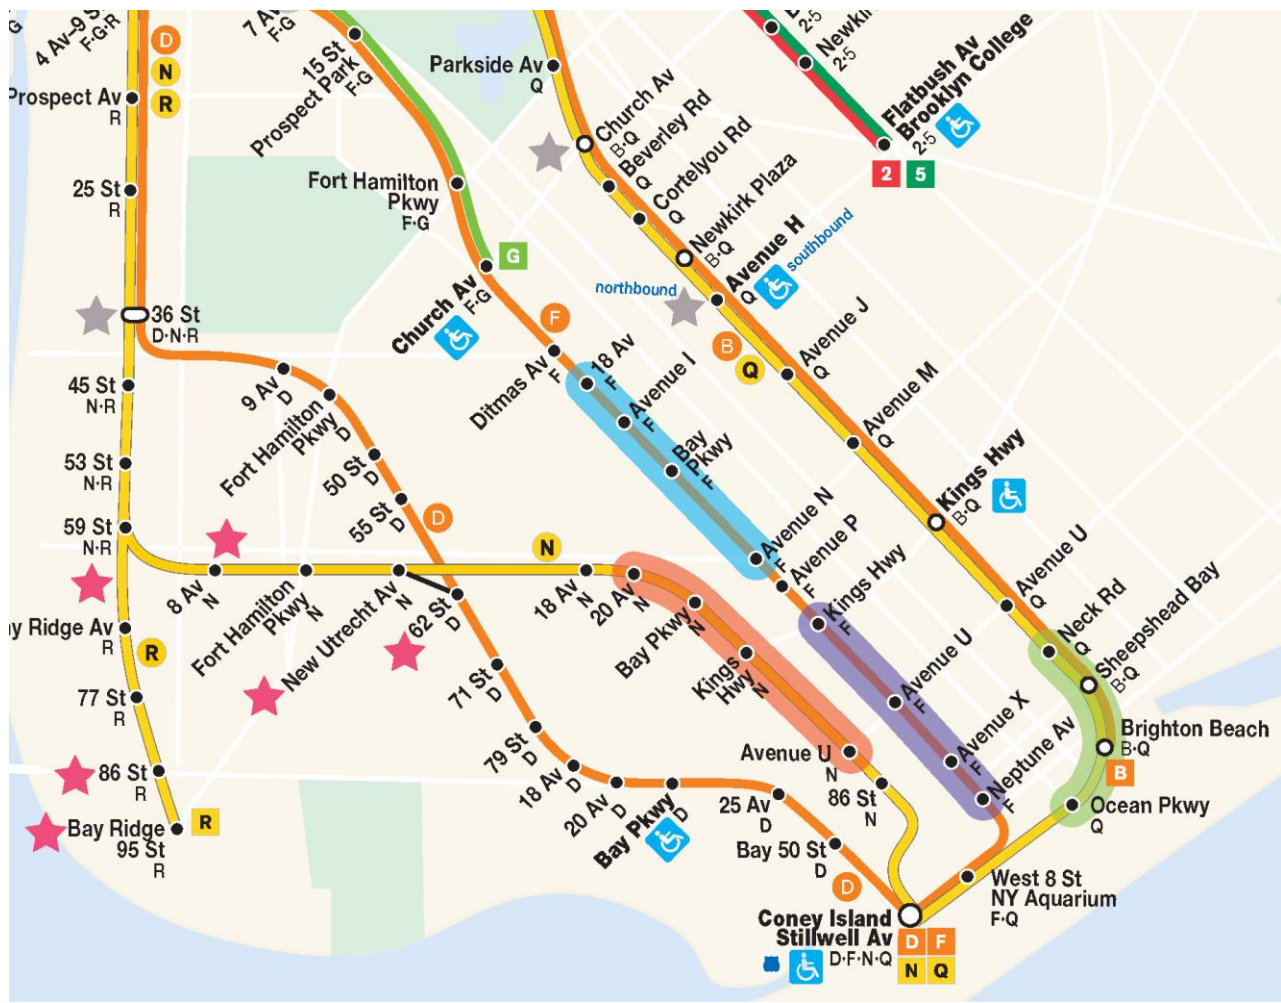 4 Av–9
F·G·R
7 Av
F·G
D
N
R
15 St
Prospect Park
F·G
Parkside Av
Q
Church Av
B·Q
Beverley Rd
Q
Cortelyou Rd
Q
Newkirk Plaza
B·Q
Avenue H
Q
southbound
northbound
2·5
Newki
2·5
Flatbush Av
Brooklyn College
2·5
2 5
Prospect Av
R
25 St
R
Fort Hamilton
Pkwy
F·G
G
Church Av
F·G
36 St
D·N·R
F
B
Q
Avenue J
Q
Avenue M
Q
Kings Hwy
B·Q
Avenue U
Q
Neck Rd
Q
Sheepshead Bay
B·Q
Brighton Beach
B·Q
B
Ocean Pkwy
Q
45 St
N·R
53 St
N·R
59 St
N·R
9 Av
D
Fort Hamilton
Pkwy
D
50 St
D
55 St
D
D
Ditmas Av
F
18 Av
F
Avenue I
F
Bay
Pkwy
F
Avenue N
F
Avenue P
F
Kings Hwy
F
Avenue U
F
Avenue X
F
Neptune Av
F
N
8 Av
N
Fort Hamilton
Pkwy
N
New Utrecht Av
N
62 St
D
18 Av
N
20 Av
N
Bay Pkwy
N
Kings
Hwy
N
Avenue U
N
86 St
N
y Ridge Av
R
R
77 St
R
86 St
R
Bay Ridge
95 St
R
R
71 St
D
79 St
D
18 Av
D
20 Av
D
Bay Pkwy
D
25 Av
D
Bay 50 St
D
D
West 8 St
NY Aquarium
F·Q
Coney Island
Stillwell Av
D·F·N·Q
D F
N Q